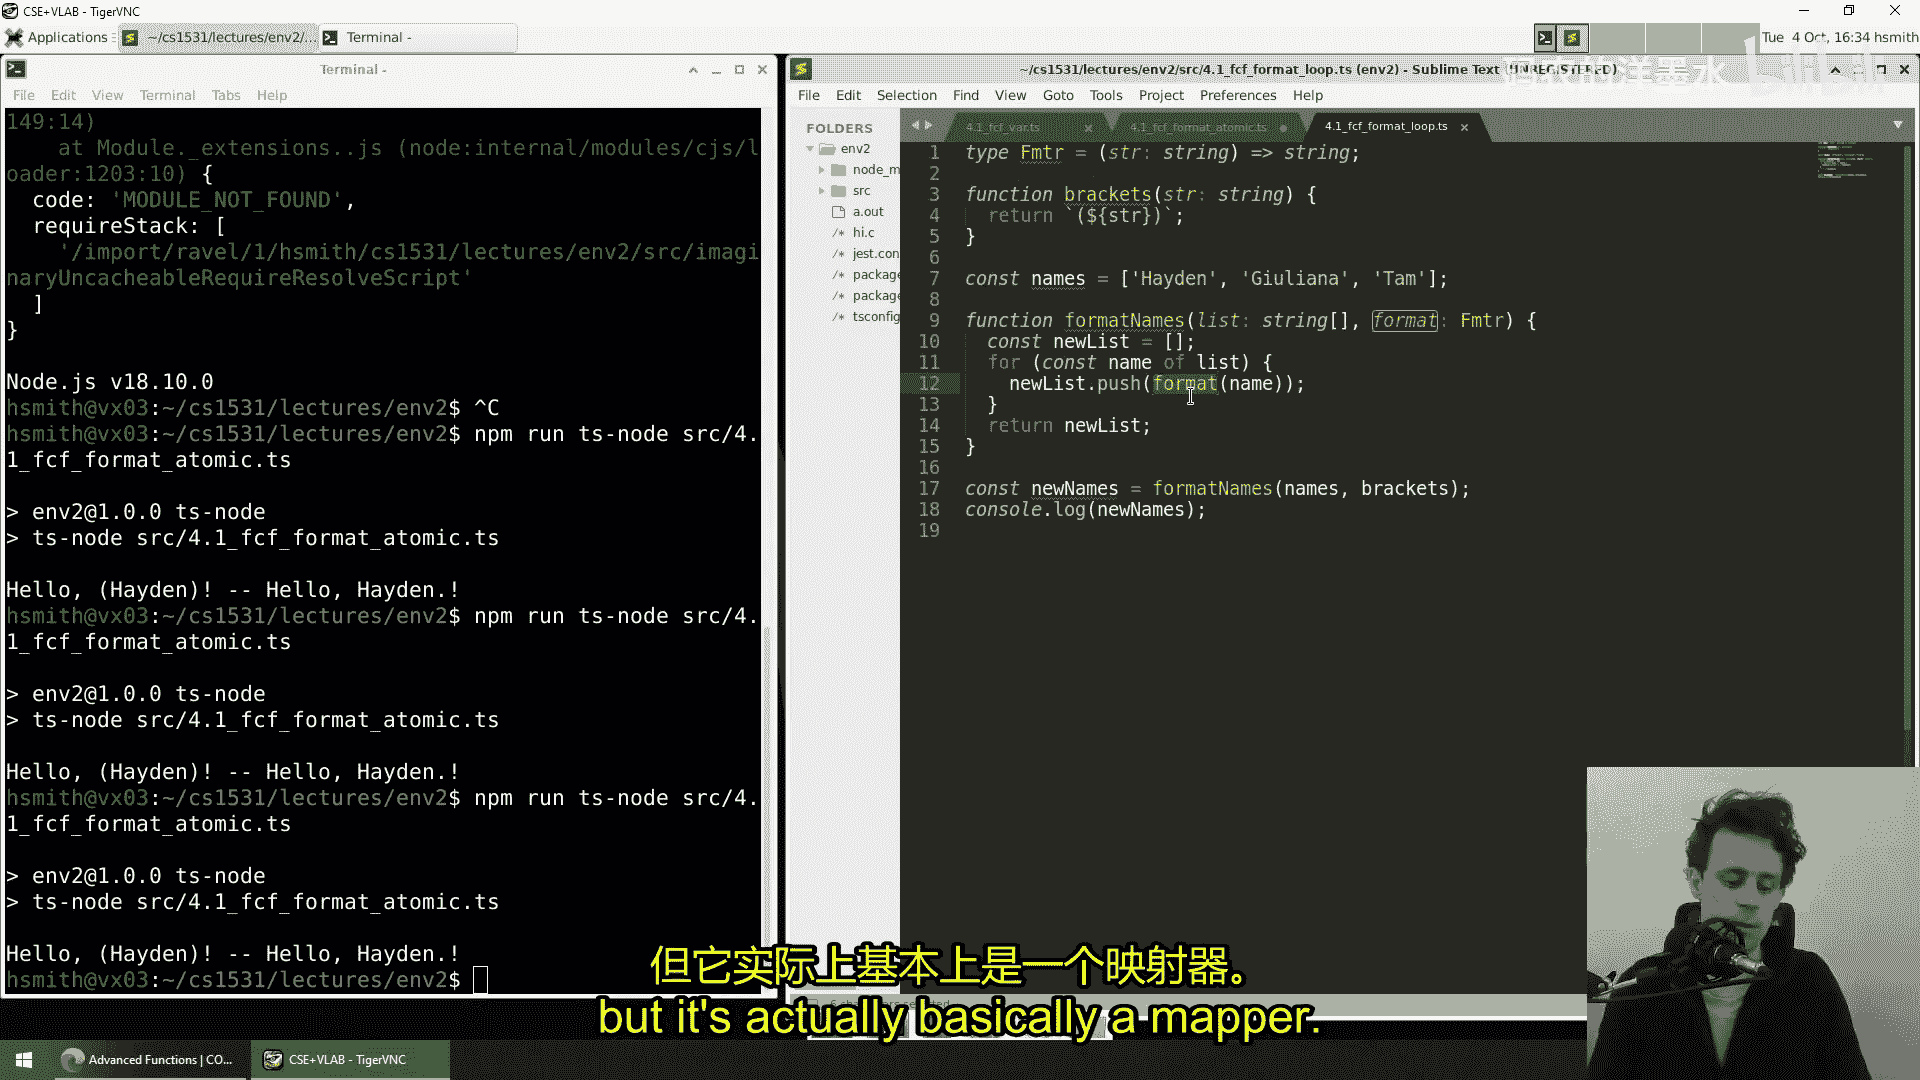 CSE+VLAB - TigerVNC
Applications
~/cs1531/lectures/env2/...
Terminal -
Tue 4 Oct, 16:34 hsmith
Terminal -
File Edit View Terminal Tabs Help
149:14)
at Module._extensions..js (node:internal/modules/cjs/l
oader:1203:10) {
code: 'MODULE_NOT_FOUND',
requireStack: [
'/import/ravel/1/hsmith/cs1531/lectures/env2/src/imagi
naryUncacheableRequireResolveScript'
]
}
Node.js v18.10.0
hsmith@vx03:~/cs1531/lectures/env2$ ^C
hsmith@vx03:~/cs1531/lectures/env2$ npm run ts-node src/4.
1_fcf_format_atomic.ts
> env2@1.0.0 ts-node
> ts-node src/4.1_fcf_format_atomic.ts
Hello, (Hayden)! -- Hello, Hayden.!
hsmith@vx03:~/cs1531/lectures/env2$ npm run ts-node src/4.
1_fcf_format_atomic.ts
> env2@1.0.0 ts-node
> ts-node src/4.1_fcf_format_atomic.ts
Hello, (Hayden)! -- Hello, Hayden.!
hsmith@vx03:~/cs1531/lectures/env2$ npm run ts-node src/4.
1_fcf_format_atomic.ts
> env2@1.0.0 ts-node
> ts-node src/4.1_fcf_format_atomic.ts
Hello, (Hayden)! -- Hello, Hayden.!
hsmith@vx03:~/cs1531/lectures/env2$
~/cs1531/lectures/env2/src/4.1_fcf_format_loop.ts (env2) - Sublime Text (UNREGISTERED)
码农的洋墨水 bilibili
File Edit Selection Find View Goto Tools Project Preferences Help
FOLDERS
env2
node_m
src
a.out
/* hi.c
jest.con
/* package
/* package
tsconfig
4.1_fcf_var.ts
4.1_fcf_format_atomic.ts
4.1_fcf_format_loop.ts
1 type Fmtr = (str: string) => string;
2
3 function brackets(str: string) {
4 return `(${str})`;
5 }
6
7 const names = ['Hayden', 'Giuliana', 'Tam'];
8
9 function formatNames(list: string[], format: Fmtr) {
10 const newList = [];
11 for (const name of list) {
12 newList.push(format(name));
13 }
14 return newList;
15 }
16
17 const newNames = formatNames(names, brackets);
18 console.log(newNames);
19
但它实际上基本上是一个映射器。
but it's actually basically a mapper.
Advanced Functions | CO...
CSE+VLAB - TigerVNC